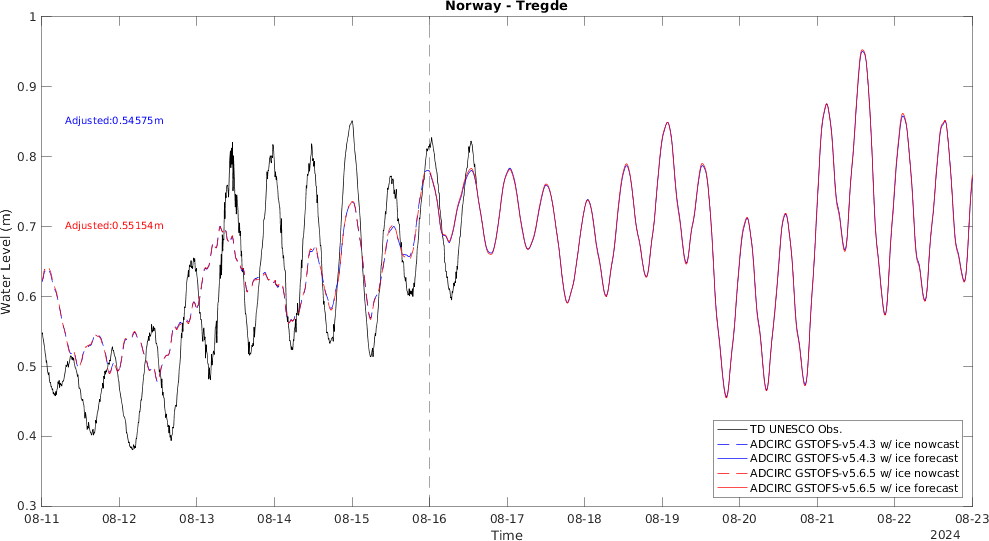 Norway - Tregde
1
0.9
0.8
0.7
0.6
0.5
0.4
0.3
Water Level (m)
Adjusted:0.54575m
Adjusted:0.55154m
TD UNESCO Obs.
ADCIRC GSTOFS-v5.4.3 w/ ice nowcast
ADCIRC GSTOFS-v5.4.3 w/ ice forecast
ADCIRC GSTOFS-v5.6.5 w/ ice nowcast
ADCIRC GSTOFS-v5.6.5 w/ ice forecast
08-11 08-12 08-13 08-14 08-15 08-16 08-17 08-18 08-19 08-20 08-21 08-22 08-23
Time
2024